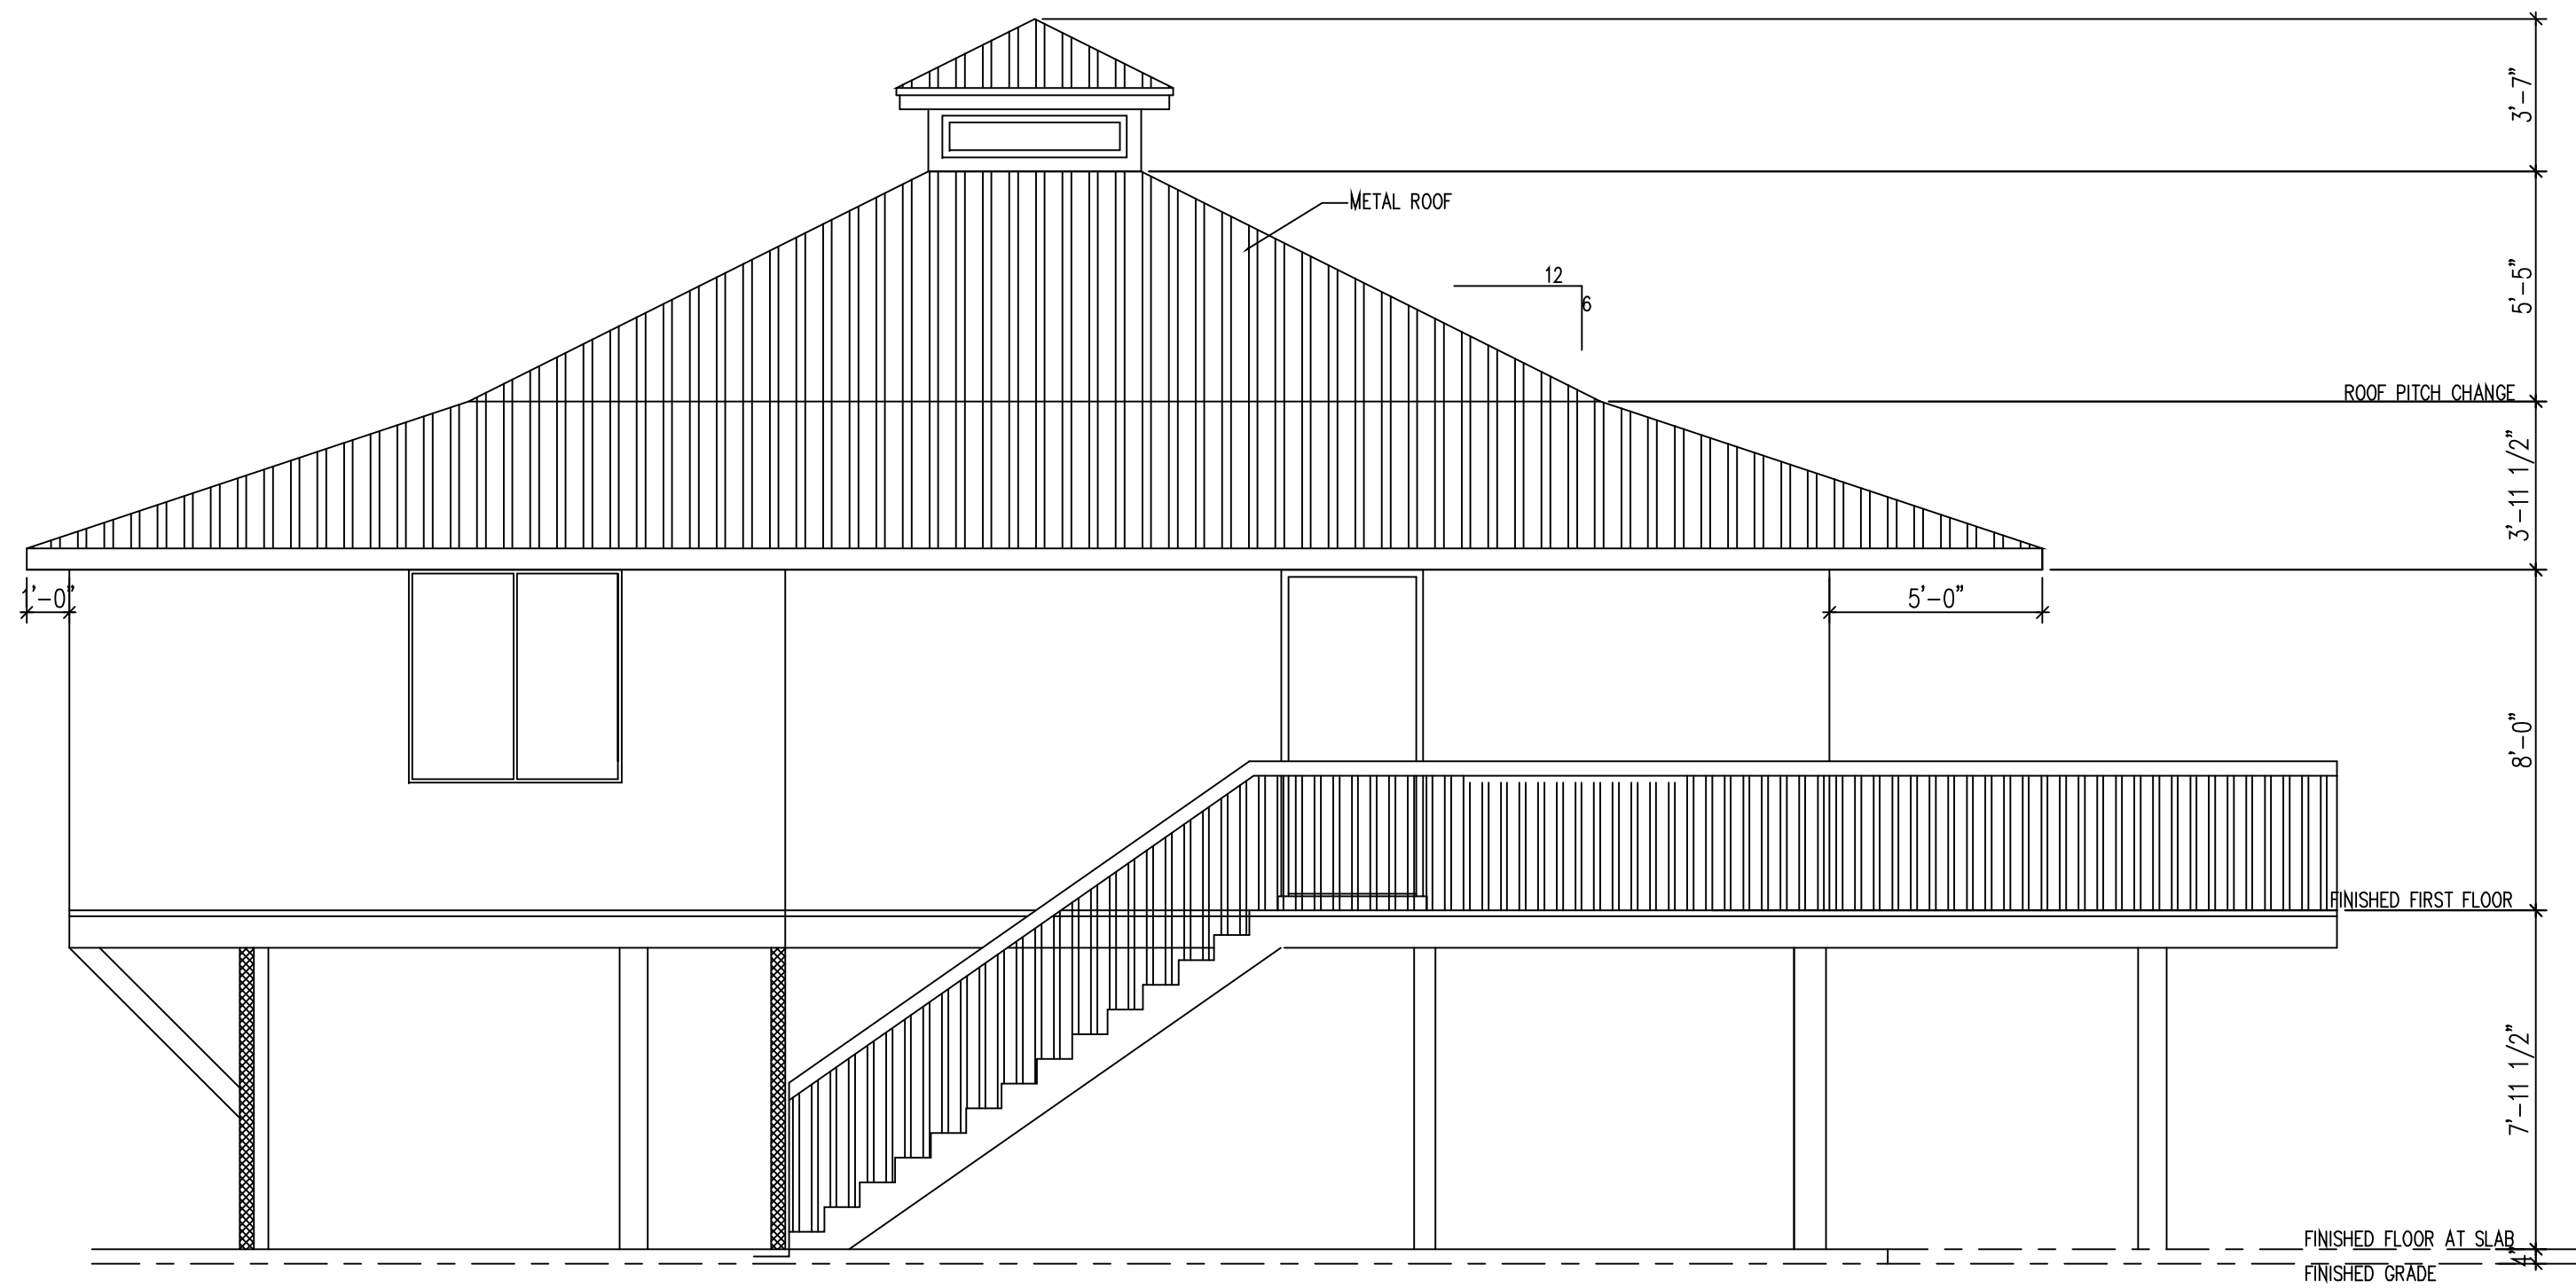 3'-7"
METAL ROOF
12
6
5'-5"
ROOF PITCH CHANGE
3'-11 1/2"
1'-0"
5'-0"
8'-0"
FINISHED FIRST FLOOR
7'-11 1/2"
FINISHED FLOOR AT SLAB
4"
FINISHED GRADE